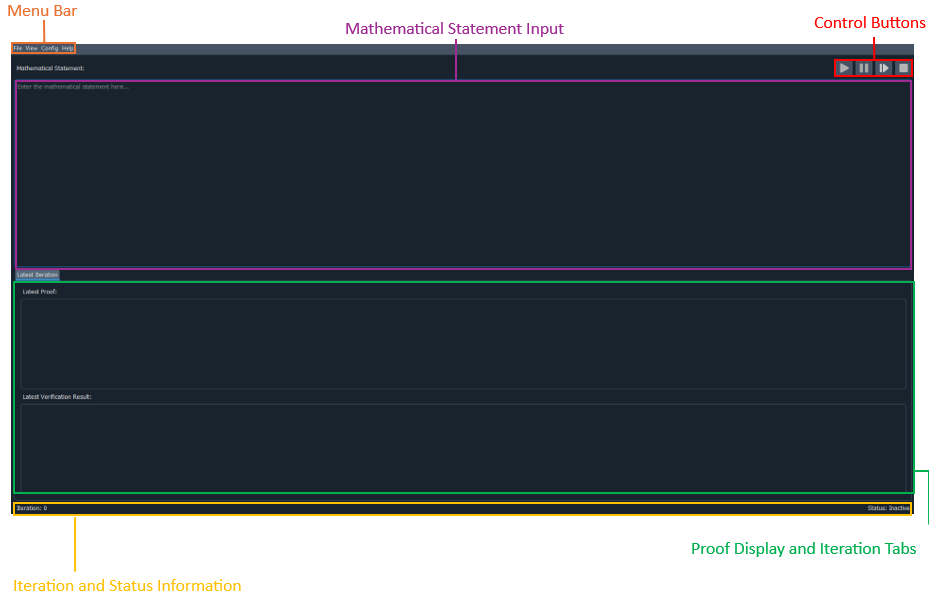 Menu Bar
Mathematical Statement Input
Control Buttons
File View Config Help
Mathematical Statement:
Enter the mathematical statement here...
Latest Iteration
Latest Proof:
Latest Verification Result:
Iteration: 0 Status: Inactive
Proof Display and Iteration Tabs
Iteration and Status Information